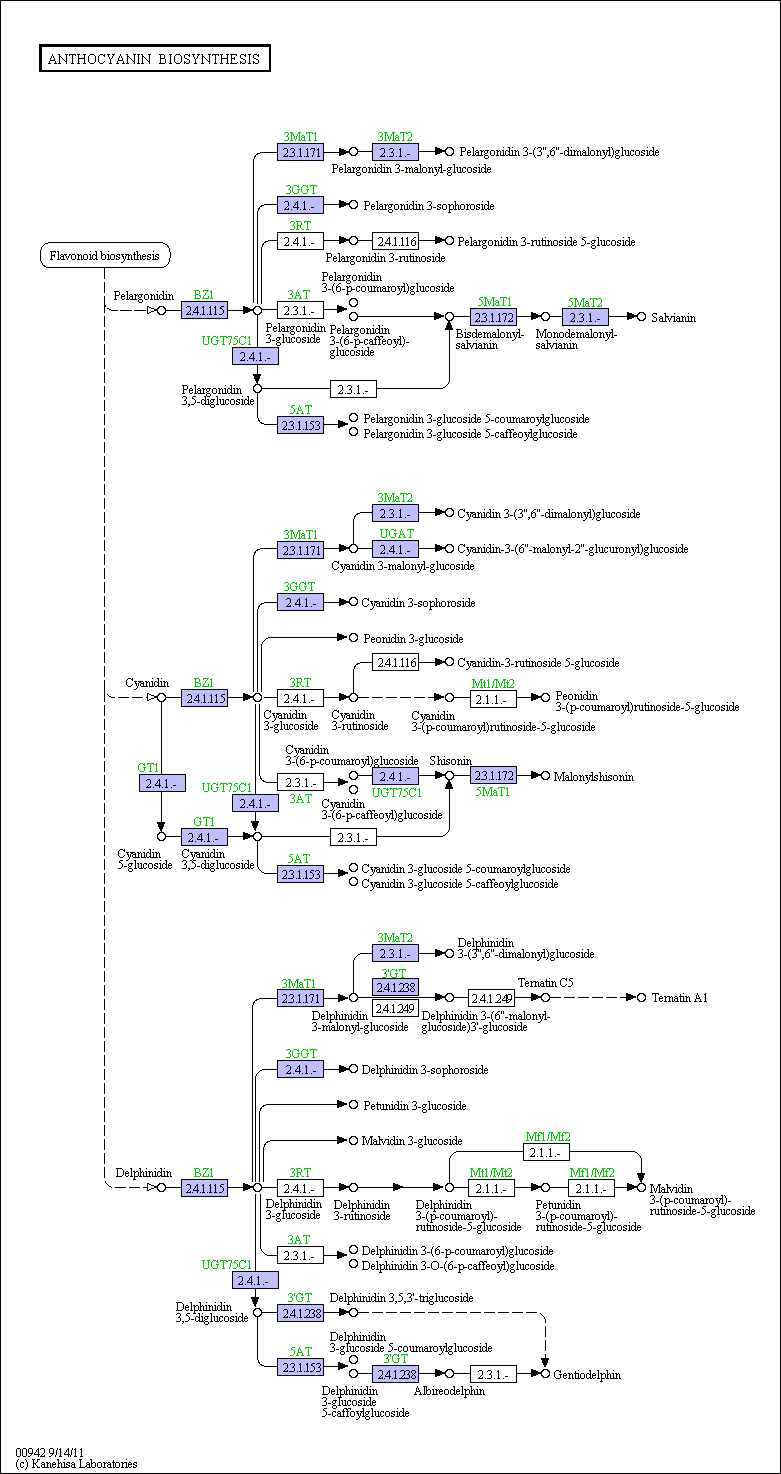 ANTHOCYANIN BIOSYNTHESIS
3MaT1
3MaT2
2.3.1.171
2.3.1.-
Pelargonidin 3-(3",6"-dimalonyl)glucoside
Pelargonidin 3-malonyl-glucoside
3GGT
2.4.1.-
Pelargonidin 3-sophoroside
3RT
2.4.1.-
2.4.1.116
Pelargonidin 3-rutinoside 5-glucoside
Pelargonidin 3-rutinoside
Flavonoid biosynthesis
Pelargonidin
3-(6-p-coumaroyl)glucoside
Pelargonidin
BZ1
2.4.1.115
3AT
2.3.1.-
5MaT1
2.3.1.172
5MaT2
2.3.1.-
Salvianin
Pelargonidin
3-glucoside
Pelargonidin
3-(6-p-caffeoyl)-
glucoside
Bisdemalonyl-
salvianin
Monodemalonyl-
salvianin
UGT75C1
2.4.1.-
Pelargonidin
3,5-diglucoside
2.3.1.-
5AT
2.3.1.153
Pelargonidin 3-glucoside 5-coumaroylglucoside
Pelargonidin 3-glucoside 5-caffeoylglucoside
3MaT2
2.3.1.-
Cyanidin 3-(3",6"-dimalonyl)glucoside
3MaT1
2.3.1.171
UGAT
2.4.1.-
Cyanidin-3-(6"-malonyl-2"-glucuronyl)glucoside
Cyanidin 3-malonyl-glucoside
3GGT
2.4.1.-
Cyanidin 3-sophoroside
Peonidin 3-glucoside
2.4.1.116
Cyanidin-3-rutinoside 5-glucoside
Cyanidin
BZ1
2.4.1.115
3RT
2.4.1.-
Mt1/Mt2
2.1.1.-
Peonidin
3-(p-coumaroyl)rutinoside-5-glucoside
Cyanidin
3-glucoside
Cyanidin
3-rutinoside
Cyanidin
3-(p-coumaroyl)rutinoside-5-glucoside
Cyanidin
3-(6-p-coumaroyl)glucoside
Shisonin
GT1
2.4.1.-
UGT75C1
2.4.1.-
2.3.1.-
3AT
2.4.1.-
UGT75C1
2.3.1.172
5MaT1
Malonylshisonin
Cyanidin
3-(6-p-caffeoyl)glucoside
GT1
2.4.1.-
2.3.1.-
Cyanidin
5-glucoside
Cyanidin
3,5-diglucoside
5AT
2.3.1.153
Cyanidin 3-glucoside 5-coumaroylglucoside
Cyanidin 3-glucoside 5-caffeoylglucoside
3MaT2
2.3.1.-
Delphinidin
3-(3",6"-dimalonyl)glucoside
3MaT1
2.3.1.171
3'GT
2.4.1.238
2.4.1.249
2.4.1.249
Ternatin C5
Ternatin A1
Delphinidin
3-malonyl-glucoside
Delphinidin 3-(6"-malonyl-
glucoside)3'-glucoside
3GGT
2.4.1.-
Delphinidin 3-sophoroside
Petunidin 3-glucoside
Malvidin 3-glucoside
Mf1/Mf2
2.1.1.-
Delphinidin
BZ1
2.4.1.115
3RT
2.4.1.-
Mt1/Mt2
2.1.1.-
Mf1/Mf2
2.1.1.-
Malvidin
3-(p-coumaroyl)-
rutinoside-5-glucoside
Delphinidin
3-glucoside
Delphinidin
3-rutinoside
Delphinidin
3-(p-coumaroyl)-
rutinoside-5-glucoside
Petunidin
3-(p-coumaroyl)-
rutinoside-5-glucoside
3AT
2.3.1.-
Delphinidin 3-(6-p-coumaroyl)glucoside
Delphinidin 3-O-(6-p-caffeoyl)glucoside
UGT75C1
2.4.1.-
Delphinidin
3,5-diglucoside
3'GT
2.4.1.238
Delphinidin 3,5,3'-triglucoside
Delphinidin
3-glucoside 5-coumaroylglucoside
5AT
2.3.1.153
3'GT
2.4.1.238
2.3.1.-
Gentiodelphin
Delphinidin
3-glucoside
5-caffoylglucoside
Albireodelphin
00942 9/14/11
(c) Kanehisa Laboratories